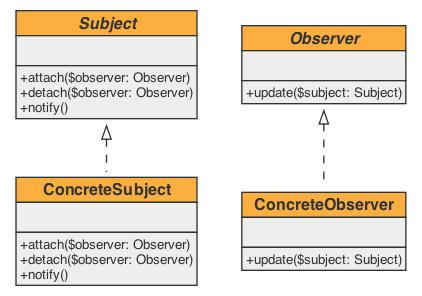 Subject
+attach($observer: Observer)
+detach($observer: Observer)
+notify()
Observer
+update($subject: Subject)
ConcreteSubject
+attach($observer: Observer)
+detach($observer: Observer)
+notify()
ConcreteObserver
+update($subject: Subject)